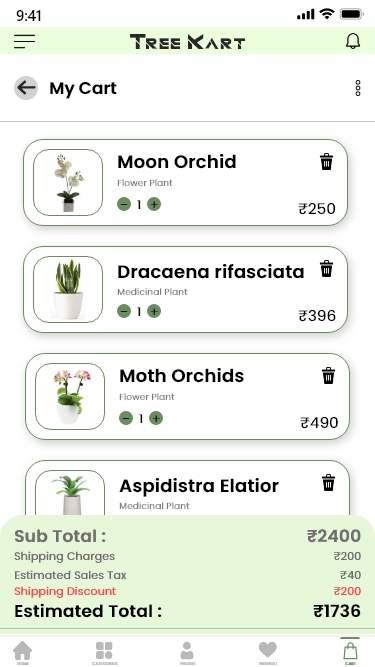 9:41
TREE KART
My Cart
Moon Orchid
Flower Plant
− 1 +
₹250
Dracaena rifasciata
Medicinal Plant
− 1 +
₹396
Moth Orchids
Flower Plant
− 1 +
₹490
Aspidistra Elatior
Medicinal Plant
Sub Total : ₹2400
Shipping Charges ₹200
Estimated Sales Tax ₹40
Shipping Discount ₹200
Estimated Total : ₹1736
HOME CATEGORIES PROFILE WISHLIST CART